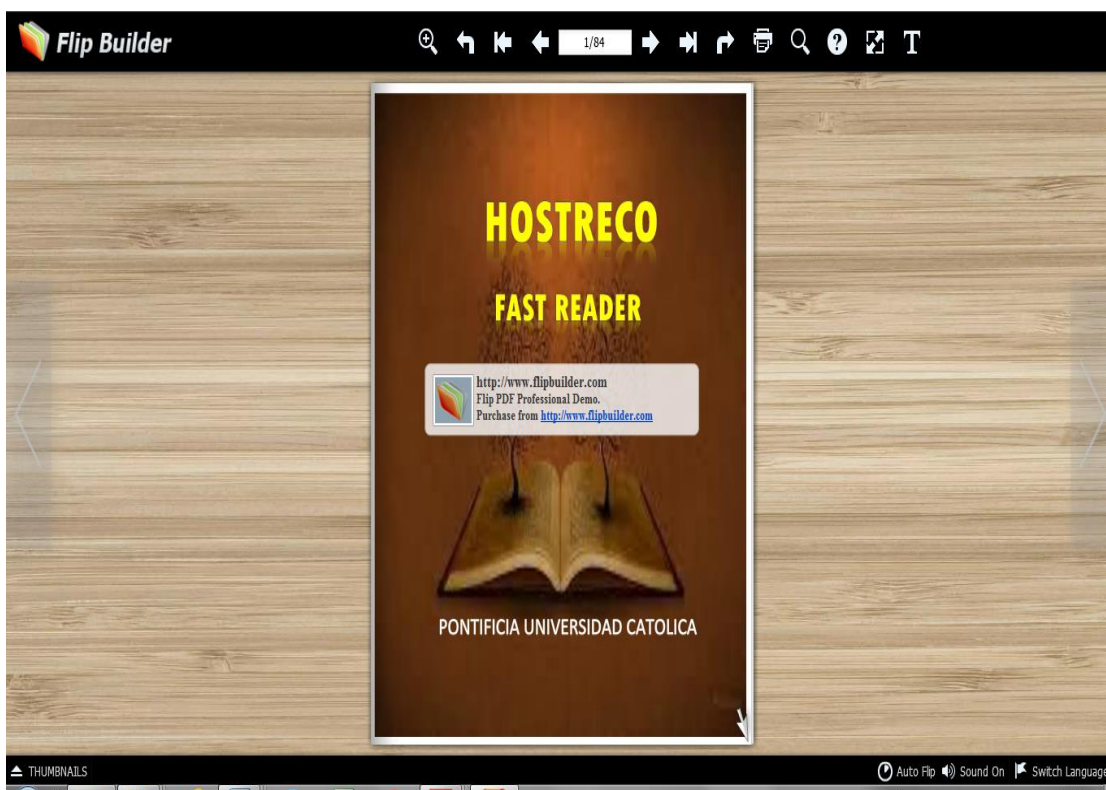 Flip Builder
1/84
HOSTRECO
FAST READER
http://www.flipbuilder.com
Flip PDF Professional Demo.
Purchase from http://www.flipbuilder.com
PONTIFICIA UNIVERSIDAD CATOLICA
THUMBNAILS
Auto Flip Sound On Switch Language